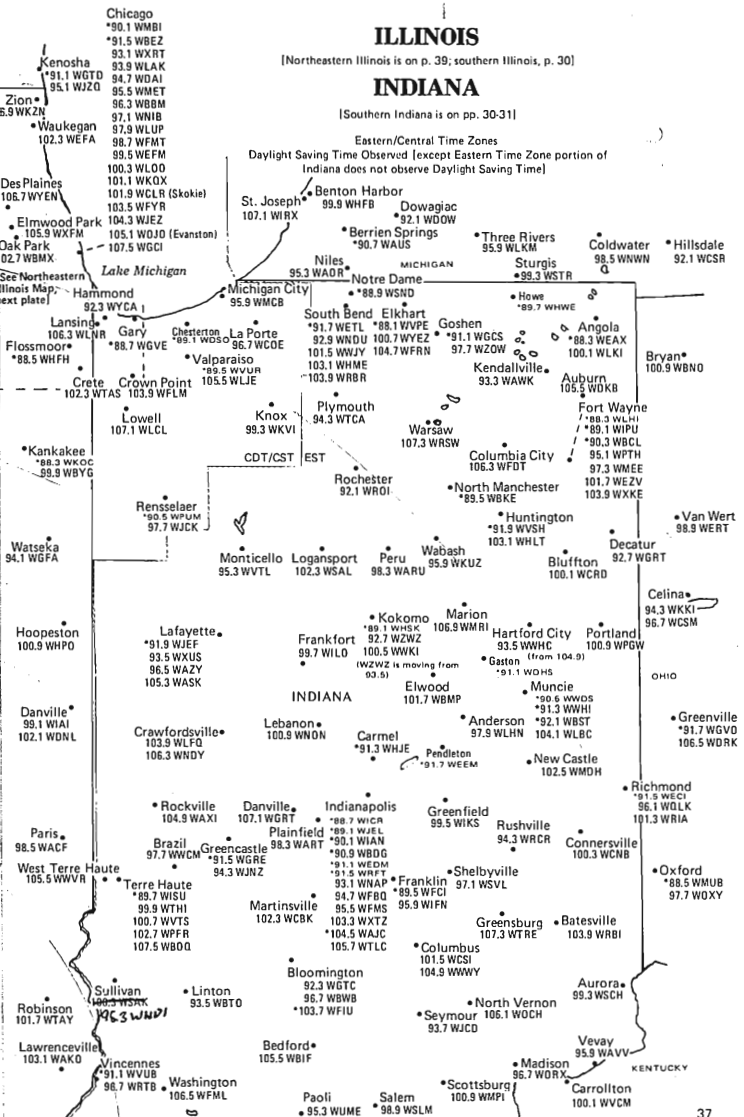 ILLINOIS
[Northeastern Illinois is on p. 39; southern Illinois, p. 30]
INDIANA
[Southern Indiana is on pp. 30-31]
Eastern/Central Time Zones
Daylight Saving Time Observed [except Eastern Time Zone portion of
Indiana does not observe Daylight Saving Time]
Chicago
*90.1 WMBI
*91.5 WBEZ
93.1 WXRT
93.9 WLAK
94.7 WDAI
95.5 WMET
96.3 WBBM
97.1 WNIB
97.9 WLUP
98.7 WFMT
99.5 WEFM
100.3 WLOO
101.1 WKQX
101.9 WCLR (Skokie)
103.5 WFYR
104.3 WJEZ
105.1 WOJO (Evanston)
107.5 WGCI
Kenosha
*91.1 WGTD
95.1 WJZQ
Zion
6.9 WKZN
Waukegan
102.3 WEFA
Des Plaines
106.7 WYEN
Elmwood Park
105.9 WXFM
Oak Park
02.7 WBMX
See Northeastern
Illinois Map,
ext plate]
Lake Michigan
St. Joseph
107.1 WIRX
Benton Harbor
99.9 WHFB
Dowagiac
92.1 WDOW
Berrien Springs
*90.7 WAUS
Three Rivers
95.9 WLKM
Coldwater
98.5 WNWN
Hillsdale
92.1 WCSR
Niles
95.3 WAOR
MICHIGAN
Sturgis
99.3 WSTR
Notre Dame
*88.9 WSND
Howe
*89.7 WHWE
Hammond
92.3 WYCA
Michigan City
95.9 WMCB
Lansing
106.3 WLNR
Gary
*88.7 WGVE
Chesterton
*89.1 WDSO
La Porte
96.7 WCOE
South Bend
*91.7 WETL
92.9 WNDU
101.5 WWJY
103.1 WHME
103.9 WRBR
Elkhart
*88.1 WVPE
100.7 WYEZ
104.7 WFRN
Goshen
*91.1 WGCS
97.7 WZOW
Angola
*88.3 WEAX
100.1 WLKI
Flossmoor
*88.5 WHFH
Valparaiso
*89.5 WVUR
105.5 WLJE
Kendallville
93.3 WAWK
Bryan
100.9 WBNO
Crete
102.3 WTAS
Crown Point
103.9 WFLM
Auburn
105.5 WDKB
Lowell
107.1 WLCL
Knox
99.3 WKVI
Plymouth
94.3 WTCA
Warsaw
107.3 WRSW
Fort Wayne
*88.3 WLHI
*89.1 WIPU
*90.3 WBCL
95.1 WPTH
97.3 WMEE
101.7 WEZV
103.9 WXKE
Kankakee
*88.3 WKOC
99.9 WBYG
CDT/CST EST
Columbia City
106.3 WFDT
Rochester
92.1 WROI
North Manchester
*89.5 WBKE
Rensselaer
*90.5 WPUM
97.7 WJCK
Huntington
*91.9 WVSH
103.1 WHLT
Van Wert
98.9 WERT
Watseka
94.1 WGFA
Monticello
95.3 WVTL
Logansport
102.3 WSAL
Peru
98.3 WARU
Wabash
95.9 WKUZ
Bluffton
100.1 WCRD
Decatur
92.7 WGRT
Celina
94.3 WKKI
96.7 WCSM
Hoopeston
100.9 WHPO
Lafayette
*91.9 WJEF
93.5 WXUS
96.5 WAZY
105.3 WASK
Frankfort
99.7 WILO
Kokomo
*89.1 WHSK
92.7 WZWZ
100.5 WWKI
(WZWZ is moving from
93.5)
Marion
106.9 WMRI
Hartford City
93.5 WWHC
(from 104.9)
Portland
100.9 WPGW
Gaston
*91.1 WDHS
OHIO
INDIANA
Elwood
101.7 WBMP
Muncie
*90.5 WWDS
*91.3 WWHI
*92.1 WBST
104.1 WLBC
Danville
99.1 WIAI
102.1 WDNL
Crawfordsville
103.9 WLFQ
106.3 WNDY
Lebanon
100.9 WNON
Carmel
*91.3 WHJE
Anderson
97.9 WLHN
Greenville
*91.7 WGVO
106.5 WDRK
Pendleton
*91.7 WEEM
New Castle
102.5 WMDH
Richmond
*91.5 WECI
96.1 WQLK
101.3 WRIA
Rockville
104.9 WAXI
Danville
107.1 WGRT
Indianapolis
*88.7 WICR
*89.1 WJEL
*90.1 WIAN
*90.9 WBDG
*91.1 WEDM
*91.5 WRFT
93.1 WNAP
94.7 WFBQ
95.5 WFMS
103.3 WXTZ
*104.5 WAJC
105.7 WTLC
Greenfield
99.5 WIKS
Rushville
94.3 WRCR
Connersville
100.3 WCNB
Paris
98.5 WACF
Brazil
97.7 WWCM
Greencastle
*91.5 WGRE
94.3 WJNZ
Plainfield
98.3 WART
West Terre Haute
105.5 WWVR
Terre Haute
*89.7 WISU
99.9 WTHI
100.7 WVTS
102.7 WPFR
107.5 WBOQ
Franklin
*89.5 WFCI
95.9 WIFN
Shelbyville
97.1 WSVL
Oxford
*88.5 WMUB
97.7 WOXY
Martinsville
102.3 WCBK
Greensburg
107.3 WTRE
Batesville
103.9 WRBI
Columbus
101.5 WCSI
104.9 WWWY
Bloomington
92.3 WGTC
96.7 WBWB
*103.7 WFIU
Sullivan
Linton
93.5 WBTO
Aurora
99.3 WSCH
Robinson
101.7 WTAY
Seymour
93.7 WJCD
North Vernon
106.1 WOCH
Lawrenceville
103.1 WAKO
Bedford
105.5 WBIF
Vevay
95.9 WAVV
Vincennes
*91.1 WVUB
96.7 WRTB
Madison
96.7 WORX
KENTUCKY
Washington
106.5 WFML
Paoli
95.3 WUME
Salem
98.9 WSLM
Scottsburg
100.9 WMPI
Carrollton
100.1 WVCM
37